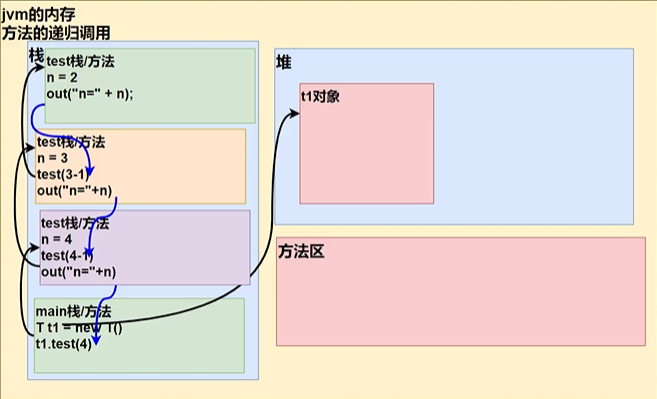 jvm的内存
方法的递归调用
栈
test栈/方法
n = 2
out("n=" + n);
test栈/方法
n = 3
test(3-1)
out("n="+n)
test栈/方法
n = 4
test(4-1)
out("n="+n)
main栈/方法
T t1 = new T()
t1.test(4)
堆
t1对象
方法区